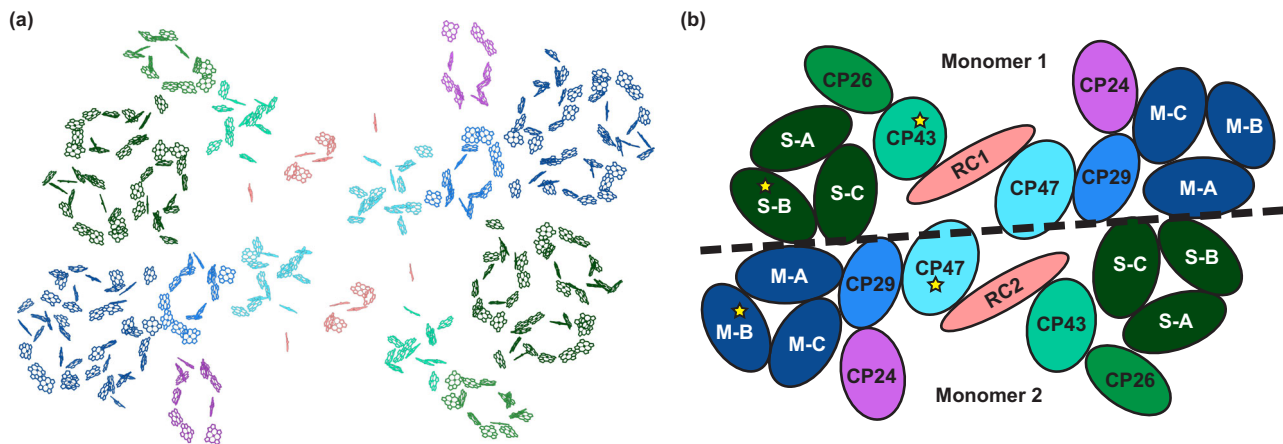 (a)
(b)
Monomer 1
CP26
CP24
CP43
S-A
M-C
M-B
RC1
S-B
S-C
CP47
CP29
M-A
M-A
CP29
CP47
S-C
S-B
M-B
M-C
RC2
CP43
S-A
CP24
CP26
Monomer 2